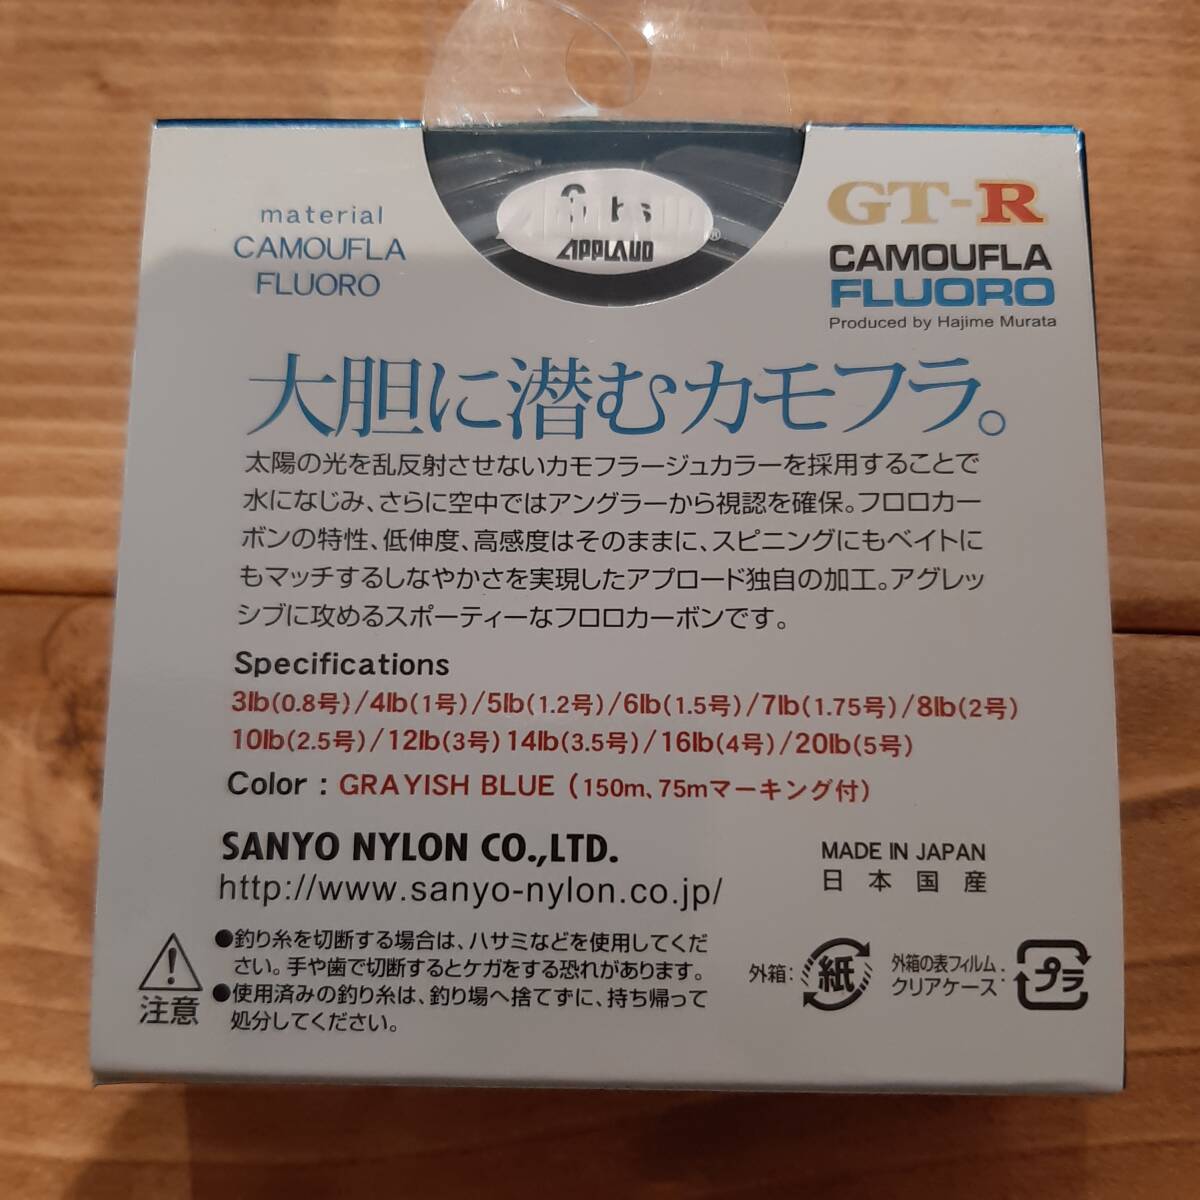 material
CAMOUFLA
FLUORO
APPLAUD
GT-R
CAMOUFLA
FLUORO
Produced by Hajime Murata
大胆に潜むカモフラ。
太陽の光を乱反射させないカモフラージュカラーを採用することで
水になじみ、さらに空中ではアングラーから視認を確保。フロロカー
ボンの特性、低伸度、高感度はそのままに、スピニングにもベイトに
もマッチするしなやかさを実現したアプロード独自の加工。アグレッ
シブに攻めるスポーティーなフロロカーボンです。
Specifications
3lb(0.8号)/4lb(1号)/5lb(1.2号)/6lb(1.5号)/7lb(1.75号)/8lb(2号)
10lb(2.5号)/12lb(3号)14lb(3.5号)/16lb(4号)/20lb(5号)
Color : GRAYISH BLUE (150m、75mマーキング付)
SANYO NYLON CO.,LTD.
http://www.sanyo-nylon.co.jp/
MADE IN JAPAN
日本国産
注意
●釣り糸を切断する場合は、ハサミなどを使用してくだ
さい。手や歯で切断するとケガをする恐れがあります。
●使用済みの釣り糸は、釣り場へ捨てずに、持ち帰って
処分してください。
外箱: 紙
外箱の表フィルム
クリアケース: プラ